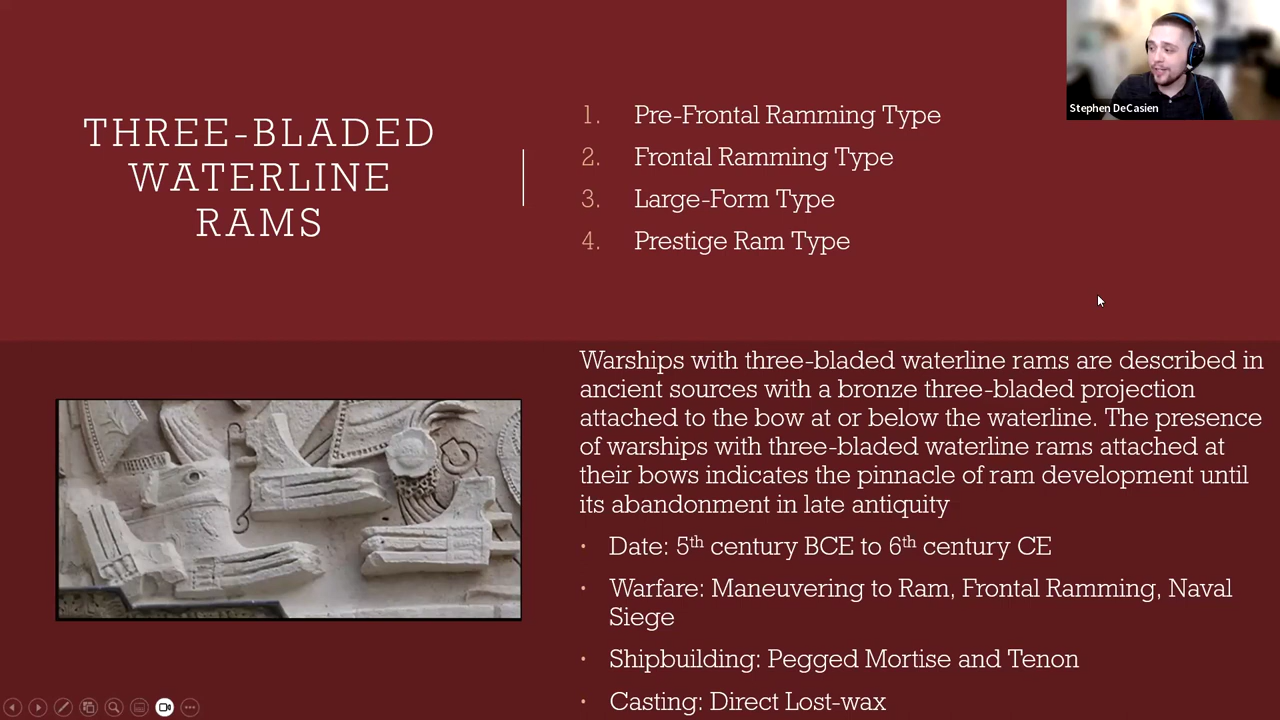 THREE-BLADED
WATERLINE
RAMS
1. Pre-Frontal Ramming Type
2. Frontal Ramming Type
3. Large-Form Type
4. Prestige Ram Type
Stephen DeCasien
Warships with three-bladed waterline rams are described in
ancient sources with a bronze three-bladed projection
attached to the bow at or below the waterline. The presence
of warships with three-bladed waterline rams attached at
their bows indicates the pinnacle of ram development until
its abandonment in late antiquity
• Date: 5th century BCE to 6th century CE
• Warfare: Maneuvering to Ram, Frontal Ramming, Naval
Siege
• Shipbuilding: Pegged Mortise and Tenon
• Casting: Direct Lost-wax